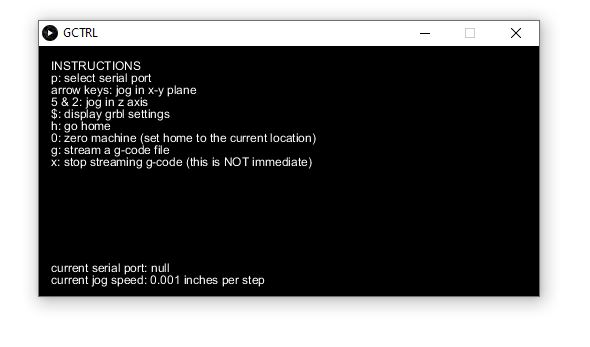 GCTRL
INSTRUCTIONS
p: select serial port
arrow keys: jog in x-y plane
5 & 2: jog in z axis
$: display grbl settings
h: go home
0: zero machine (set home to the current location)
g: stream a g-code file
x: stop streaming g-code (this is NOT immediate)
current serial port: null
current jog speed: 0.001 inches per step